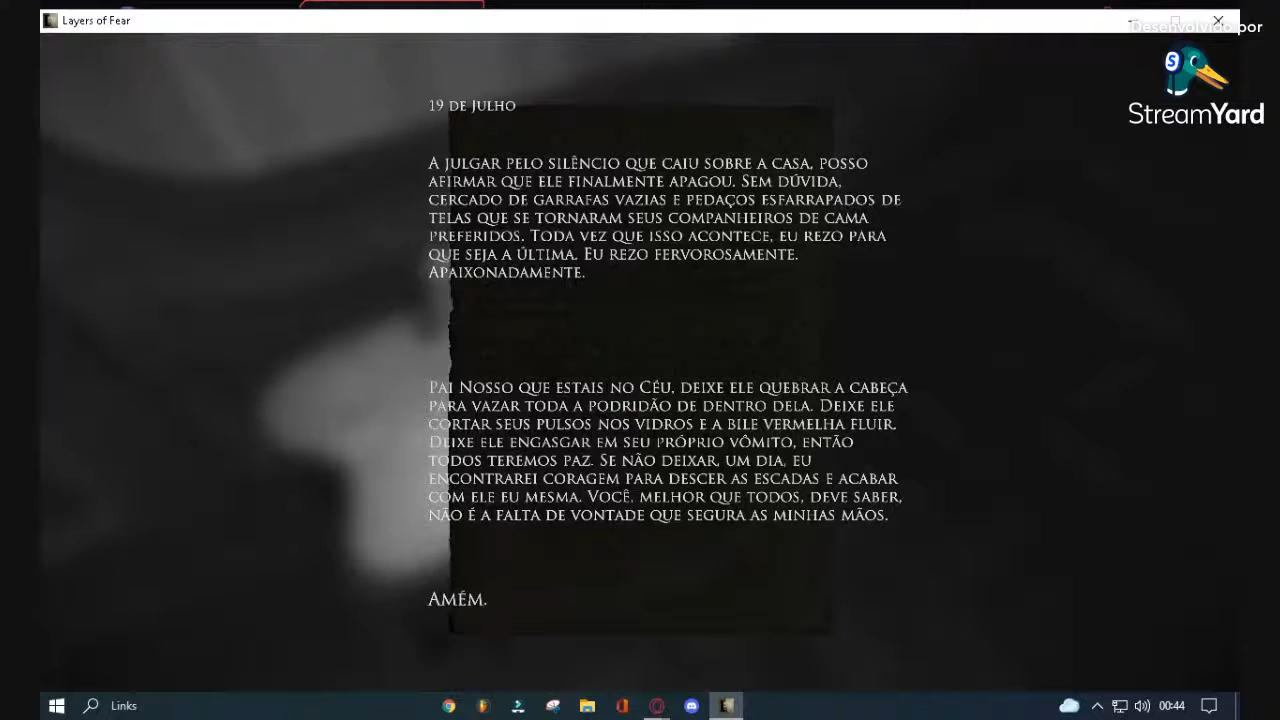 Layers of Fear
Desenvolvido por
StreamYard
19 DE JULHO
A JULGAR PELO SILÊNCIO QUE CAIU SOBRE A CASA, POSSO
AFIRMAR QUE ELE FINALMENTE APAGOU. SEM DÚVIDA,
CERCADO DE GARRAFAS VAZIAS E PEDAÇOS ESFARRAPADOS DE
TELAS QUE SE TORNARAM SEUS COMPANHEIROS DE CAMA
PREFERIDOS. TODA VEZ QUE ISSO ACONTECE, EU REZO PARA
QUE SEJA A ÚLTIMA. EU REZO FERVOROSAMENTE.
APAIXONADAMENTE.
PAI NOSSO QUE ESTAIS NO CÉU, DEIXE ELE QUEBRAR A CABEÇA
PARA VAZAR TODA A PODRIDÃO DE DENTRO DELA. DEIXE ELE
CORTAR SEUS PULSOS NOS VIDROS E A BILE VERMELHA FLUIR.
DEIXE ELE ENGASGAR EM SEU PRÓPRIO VÔMITO, ENTÃO
TODOS TEREMOS PAZ. SE NÃO DEIXAR, UM DIA, EU
ENCONTRAREI CORAGEM PARA DESCER AS ESCADAS E ACABAR
COM ELE EU MESMA. VOCÊ, MELHOR QUE TODOS, DEVE SABER,
NÃO É A FALTA DE VONTADE QUE SEGURA AS MINHAS MÃOS.
AMÉM.
Links
00:44